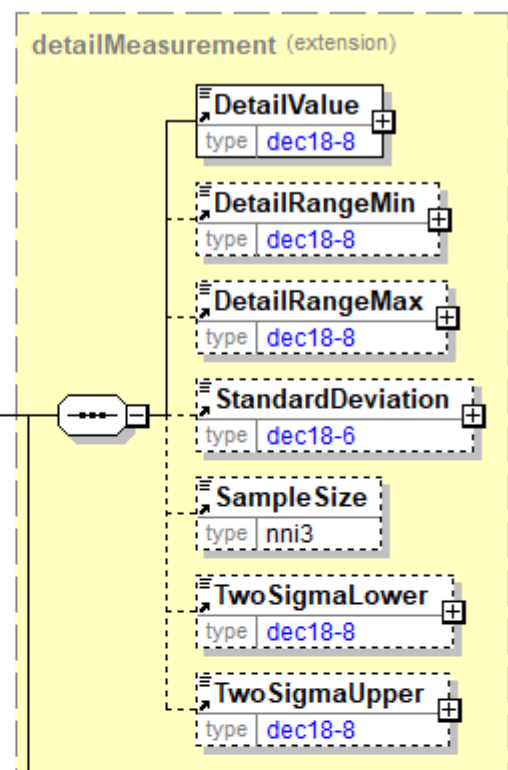 detailMeasurement (extension)
DetailValue
type dec18-8
DetailRangeMin
type dec18-8
DetailRangeMax
type dec18-8
StandardDeviation
type dec18-6
SampleSize
type nni3
TwoSigmaLower
type dec18-8
TwoSigmaUpper
type dec18-8